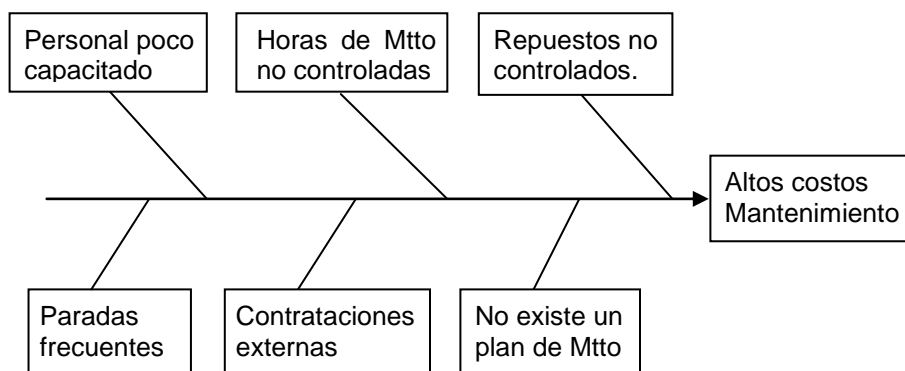 Personal poco
capacitado
Horas de Mtto
no controladas
Repuestos no
controlados.
Altos costos
Mantenimiento
Paradas
frecuentes
Contrataciones
externas
No existe un
plan de Mtto